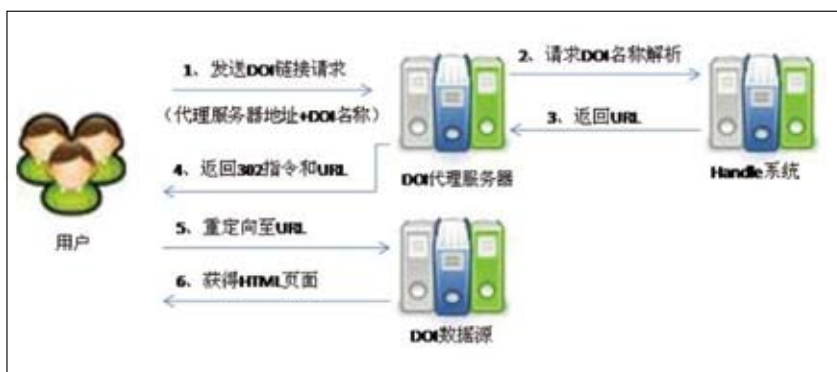 1、发送DOI链接请求
（代理服务器地址+DOI名称）
2、请求DOI名称解析
3、返回URL
4、返回302指令和URL
DOI代理服务器
Handle系统
用户
5、重定向至URL
6、获得HTML页面
DOI数据源